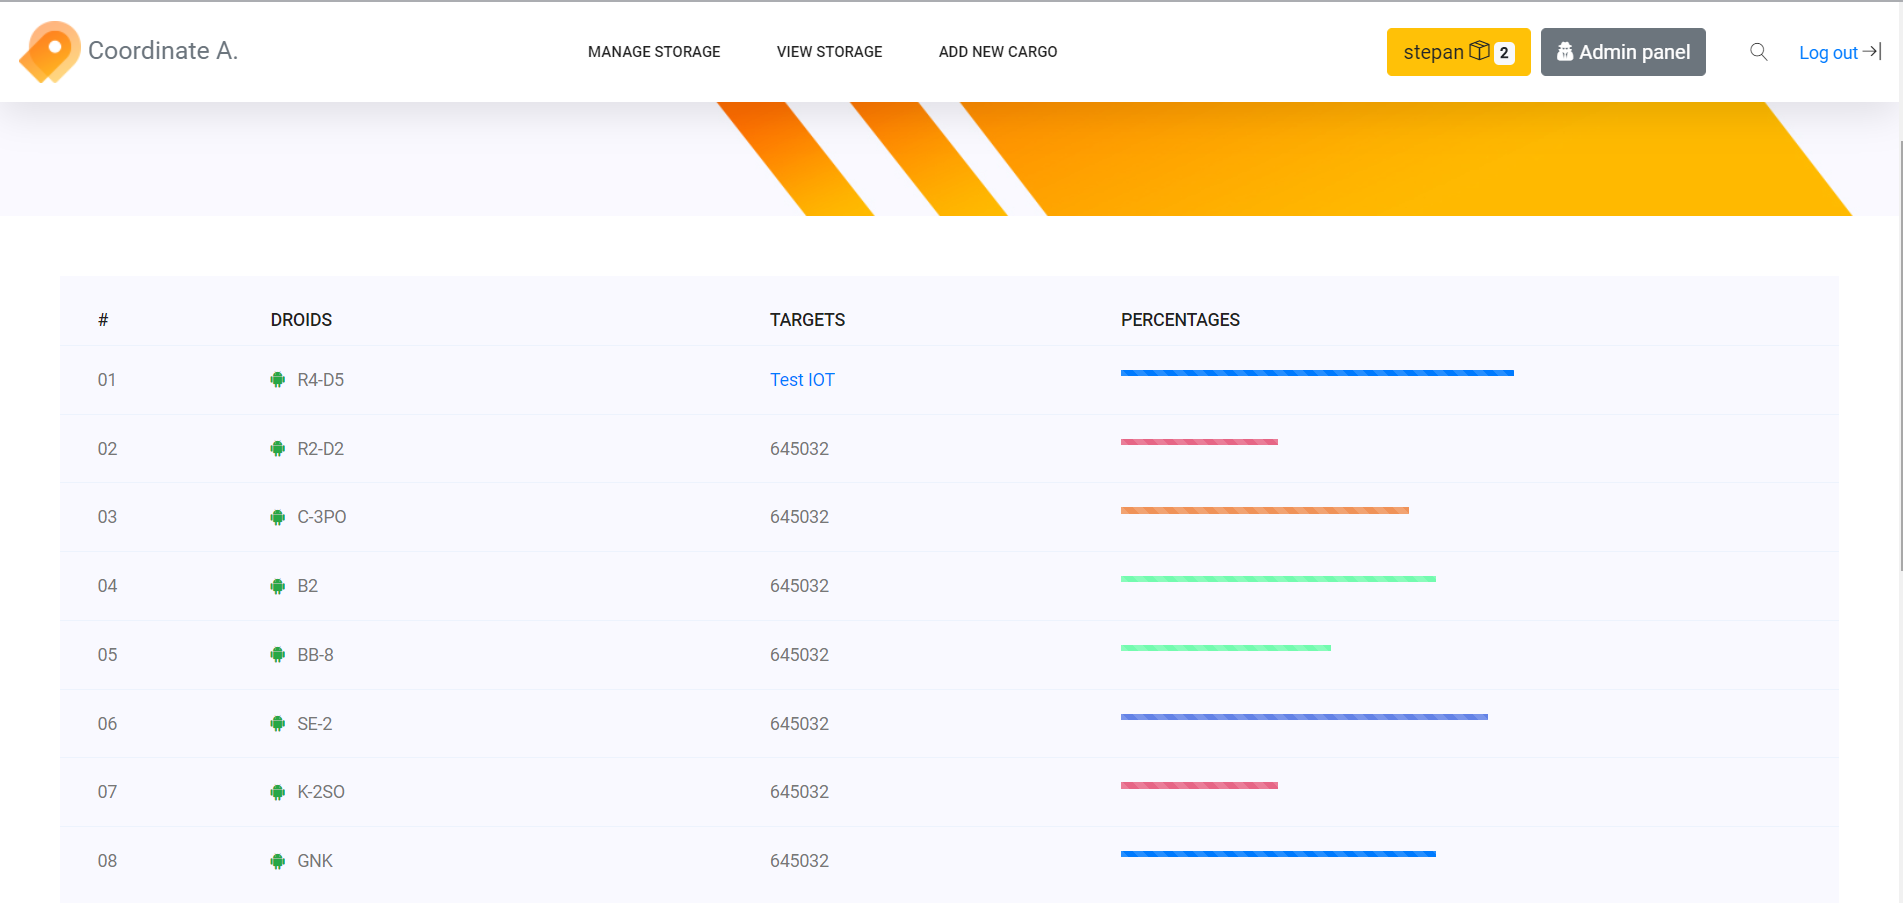 Coordinate A.
MANAGE STORAGE VIEW STORAGE ADD NEW CARGO
stepan 2 Admin panel Log out
# DROIDS TARGETS PERCENTAGES
01 R4-D5 Test IOT
02 R2-D2 645032
03 C-3PO 645032
04 B2 645032
05 BB-8 645032
06 SE-2 645032
07 K-2SO 645032
08 GNK 645032